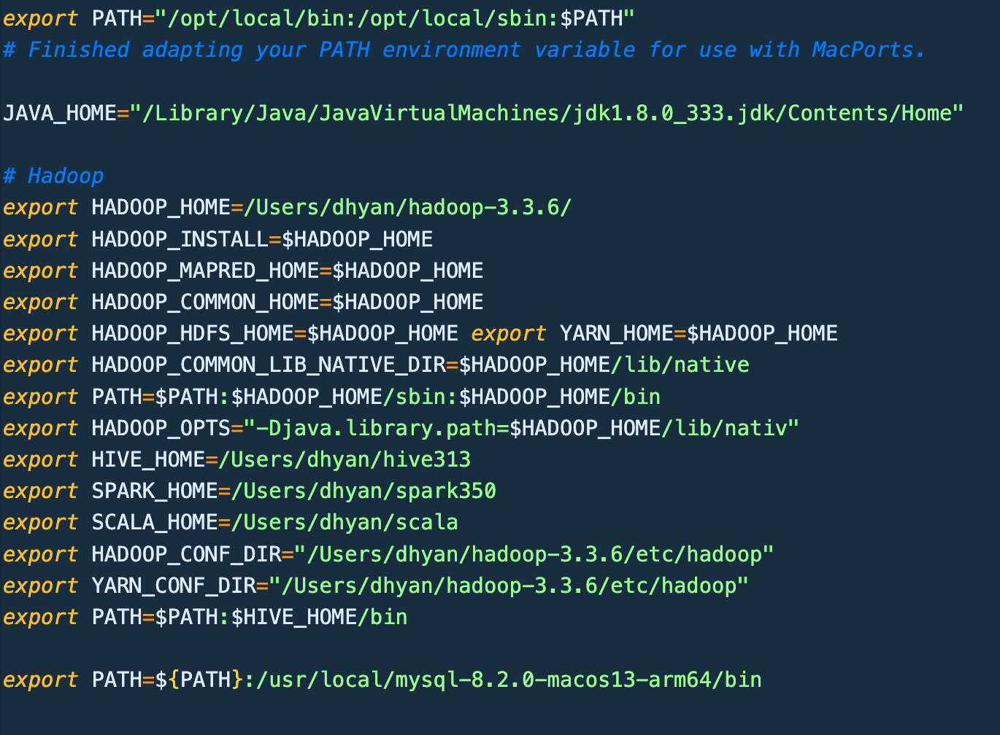 export PATH="/opt/local/bin:/opt/local/sbin:$PATH"
# Finished adapting your PATH environment variable for use with MacPorts.
JAVA_HOME="/Library/Java/JavaVirtualMachines/jdk1.8.0_333.jdk/Contents/Home"
# Hadoop
export HADOOP_HOME=/Users/dhyan/hadoop-3.3.6/
export HADOOP_INSTALL=$HADOOP_HOME
export HADOOP_MAPRED_HOME=$HADOOP_HOME
export HADOOP_COMMON_HOME=$HADOOP_HOME
export HADOOP_HDFS_HOME=$HADOOP_HOME export YARN_HOME=$HADOOP_HOME
export HADOOP_COMMON_LIB_NATIVE_DIR=$HADOOP_HOME/lib/native
export PATH=$PATH:$HADOOP_HOME/sbin:$HADOOP_HOME/bin
export HADOOP_OPTS="-Djava.library.path=$HADOOP_HOME/lib/nativ"
export HIVE_HOME=/Users/dhyan/hive313
export SPARK_HOME=/Users/dhyan/spark350
export SCALA_HOME=/Users/dhyan/scala
export HADOOP_CONF_DIR="/Users/dhyan/hadoop-3.3.6/etc/hadoop"
export YARN_CONF_DIR="/Users/dhyan/hadoop-3.3.6/etc/hadoop"
export PATH=$PATH:$HIVE_HOME/bin
export PATH=${PATH}:/usr/local/mysql-8.2.0-macos13-arm64/bin